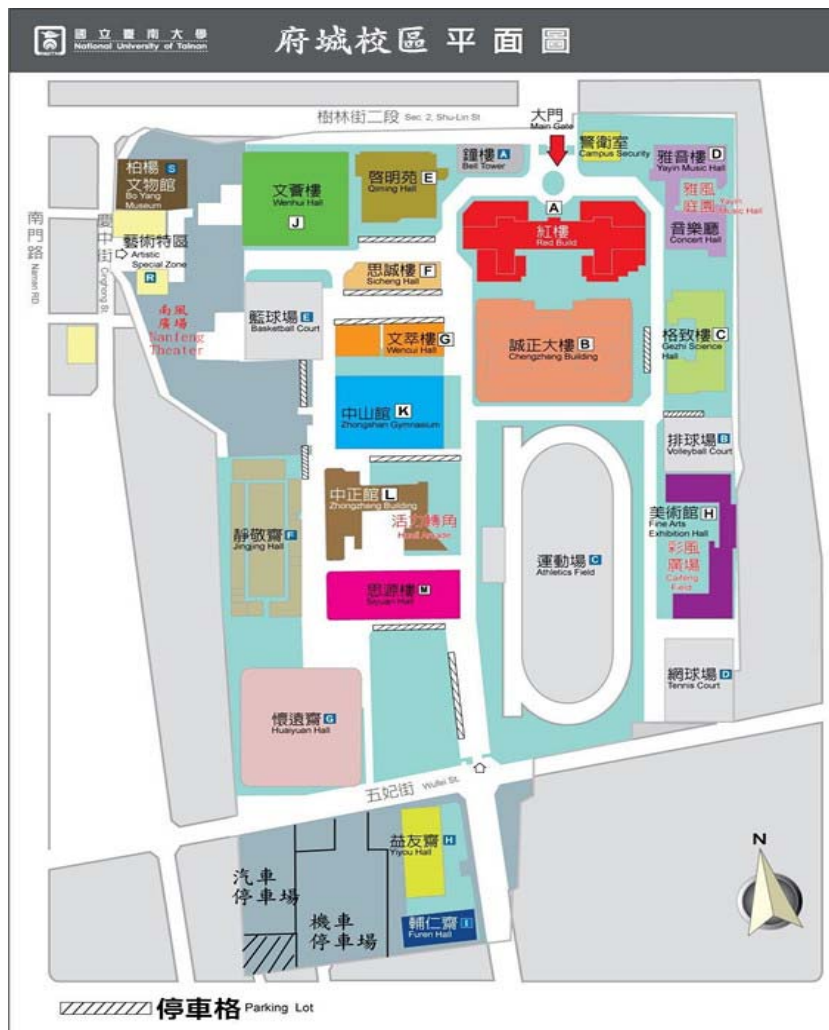 國立臺南大學
National University of Tainan
府城校區平面圖
樹林街二段 Sec. 2, Shu-Lin St
大門
Main Gate
警衛室
Campus Security
鐘樓 A
Bell Tower
雅音樓 D
Yayin Music Hall
雅風
庭園
Yayin
Music Hall
音樂廳
Concert Hall
柏楊 S
文物館
Bo Yang
Museum
文薈樓
Wenhui Hall
J
啓明苑 E
Qiming Hall
A
紅樓
Red Build
南門路
Nanan RD
慶中街
藝術特區
Artistic
Special Zone
R
南風
廣場
Nanfeng
Theater
思誠樓 F
Sicheng Hall
籃球場 E
Basketball Court
文萃樓 G
Wencui Hall
誠正大樓 B
Chengzheng Building
格致樓 C
Gezhi Science
Hall
中山館 K
Zhongshan Gymnasium
排球場 B
Volleyball Court
中正館 L
Zhongzheng Building
活力轉角
靜敬齋 F
Jingjing Hall
美術館 H
Fine Arts
Exhibition Hall
彩風
廣場
Caifeng
Field
運動場 C
Athletics Field
思源樓 M
Siyuan Hall
網球場 D
Tennis Court
懷遠齋 G
Huaiyuan Hall
五妃街 Wufei St.
益友齋 H
Yiyou Hall
汽車
停車場
機車
停車場
輔仁齋 I
Furen Hall
N
停車格 Parking Lot